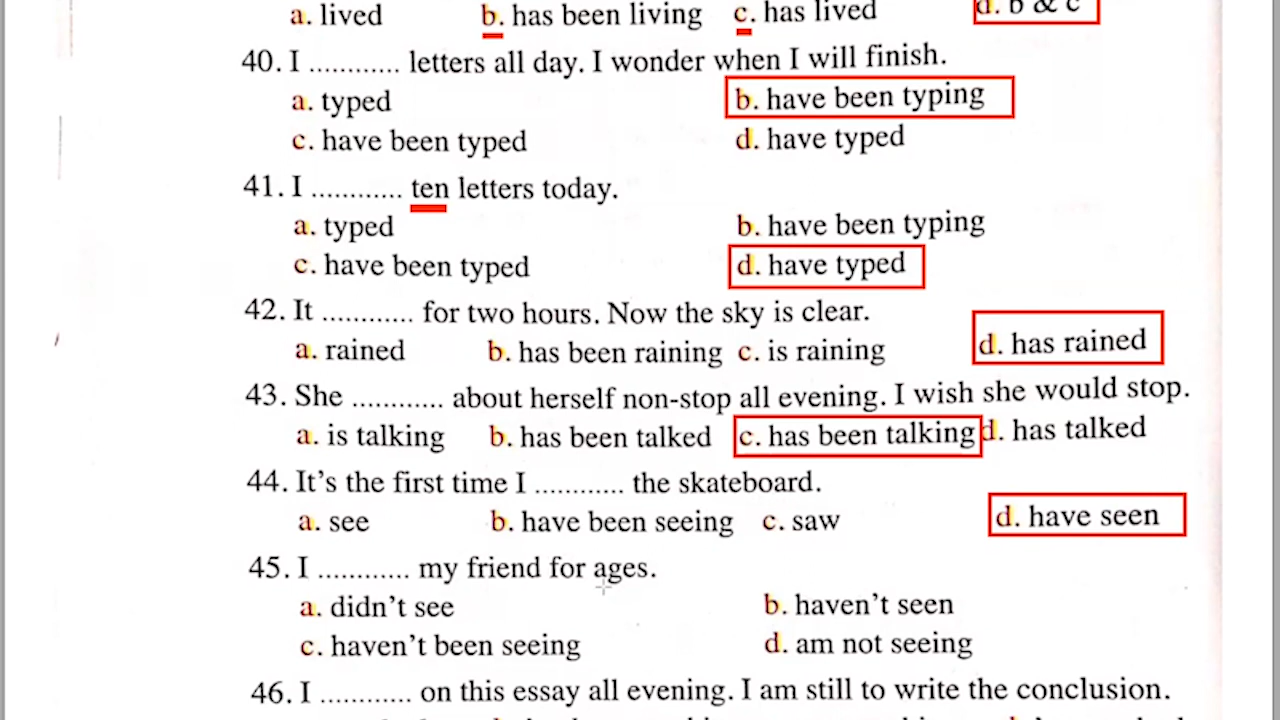 a. lived b. has been living c. has lived d. b & c
40. I ............ letters all day. I wonder when I will finish.
a. typed b. have been typing
c. have been typed d. have typed
41. I ............ ten letters today.
a. typed b. have been typing
c. have been typed d. have typed
42. It ............ for two hours. Now the sky is clear.
a. rained b. has been raining c. is raining d. has rained
43. She ............ about herself non-stop all evening. I wish she would stop.
a. is talking b. has been talked c. has been talking d. has talked
44. It's the first time I ............ the skateboard.
a. see b. have been seeing c. saw d. have seen
45. I ............ my friend for ages.
a. didn't see b. haven't seen
c. haven't been seeing d. am not seeing
46. I ............ on this essay all evening. I am still to write the conclusion.